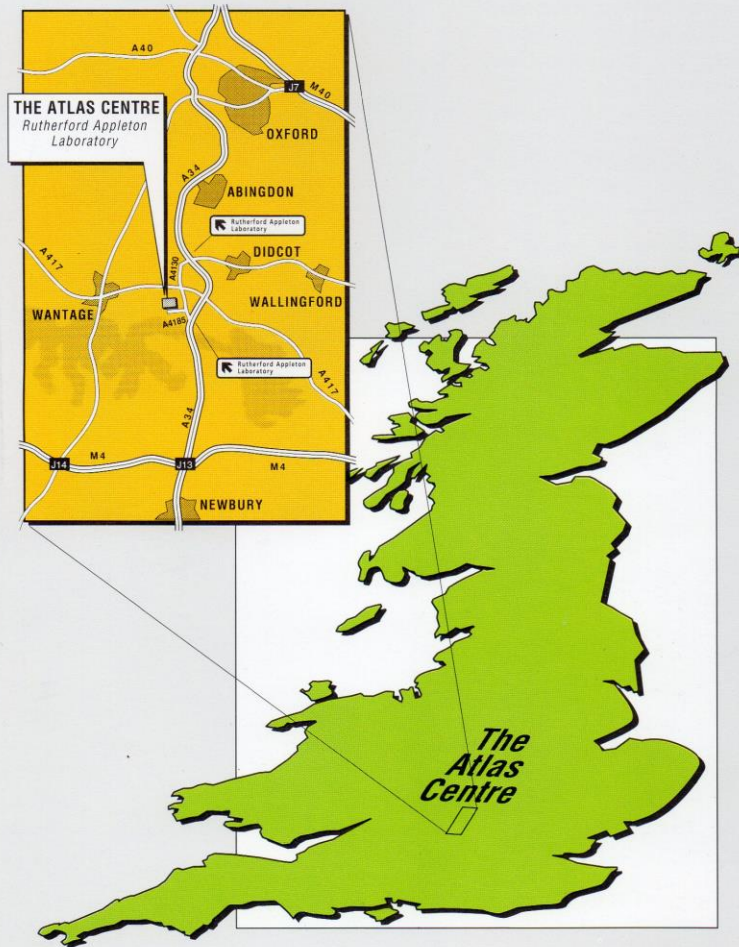 A40
J7
M40
THE ATLAS CENTRE
Rutherford Appleton
Laboratory
OXFORD
A34
ABINGDON
Rutherford Appleton
Laboratory
A417
A4130
DIDCOT
WANTAGE
WALLINGFORD
A4185
Rutherford Appleton
Laboratory
A417
A34
J14
M4
J13
M4
NEWBURY
The
Atlas
Centre